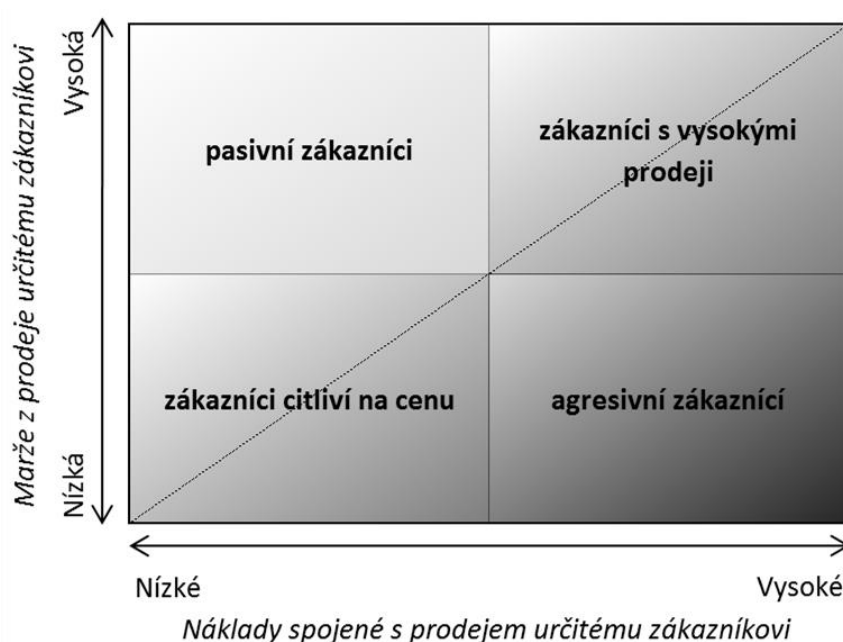 Marže z prodeje určitému zákazníkovi
Vysoká
Nízká
pasivní zákazníci
zákazníci s vysokými
prodeji
zákazníci citliví na cenu
agresivní zákaznící
Nízké
Vysoké
Náklady spojené s prodejem určitému zákazníkovi